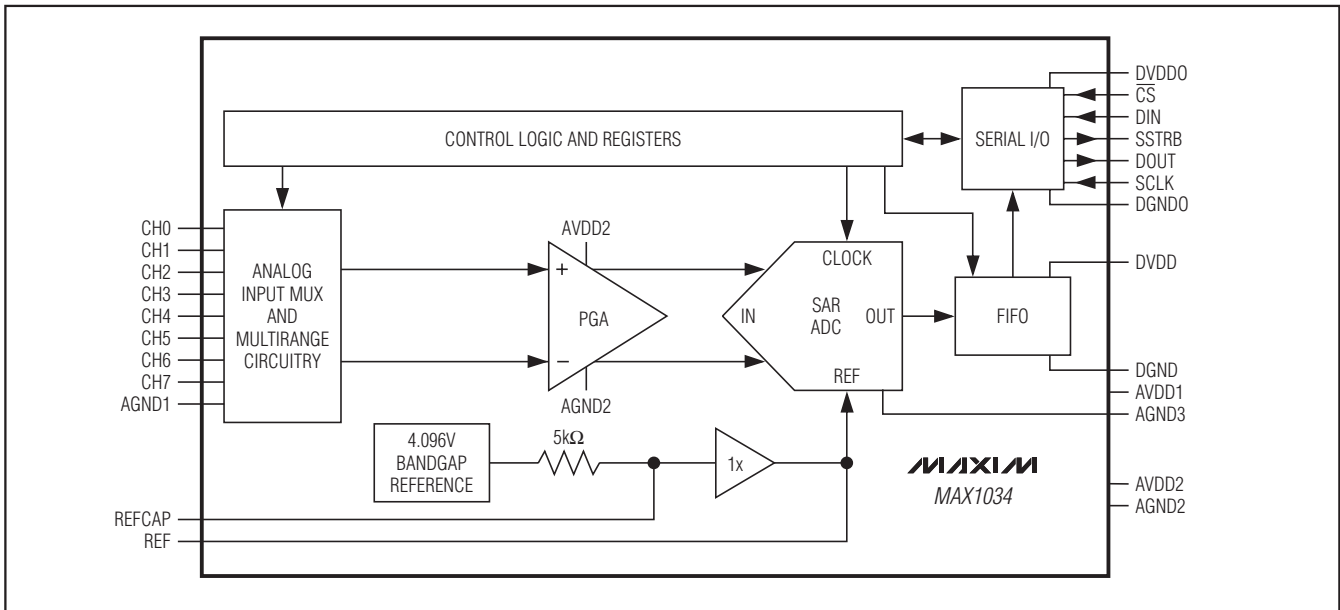 CONTROL LOGIC AND REGISTERS
SERIAL I/O
DVDDO
CS
DIN
SSTRB
DOUT
SCLK
DGNDO
CH0
CH1
CH2
CH3
CH4
CH5
CH6
CH7
AGND1
ANALOG
INPUT MUX
AND
MULTIRANGE
CIRCUITRY
AVDD2
+
PGA
−
AGND2
CLOCK
IN
SAR
ADC
OUT
REF
FIFO
DVDD
DGND
AVDD1
AGND3
4.096V
BANDGAP
REFERENCE
5kΩ
1x
MAXIM
MAX1034
AVDD2
AGND2
REFCAP
REF